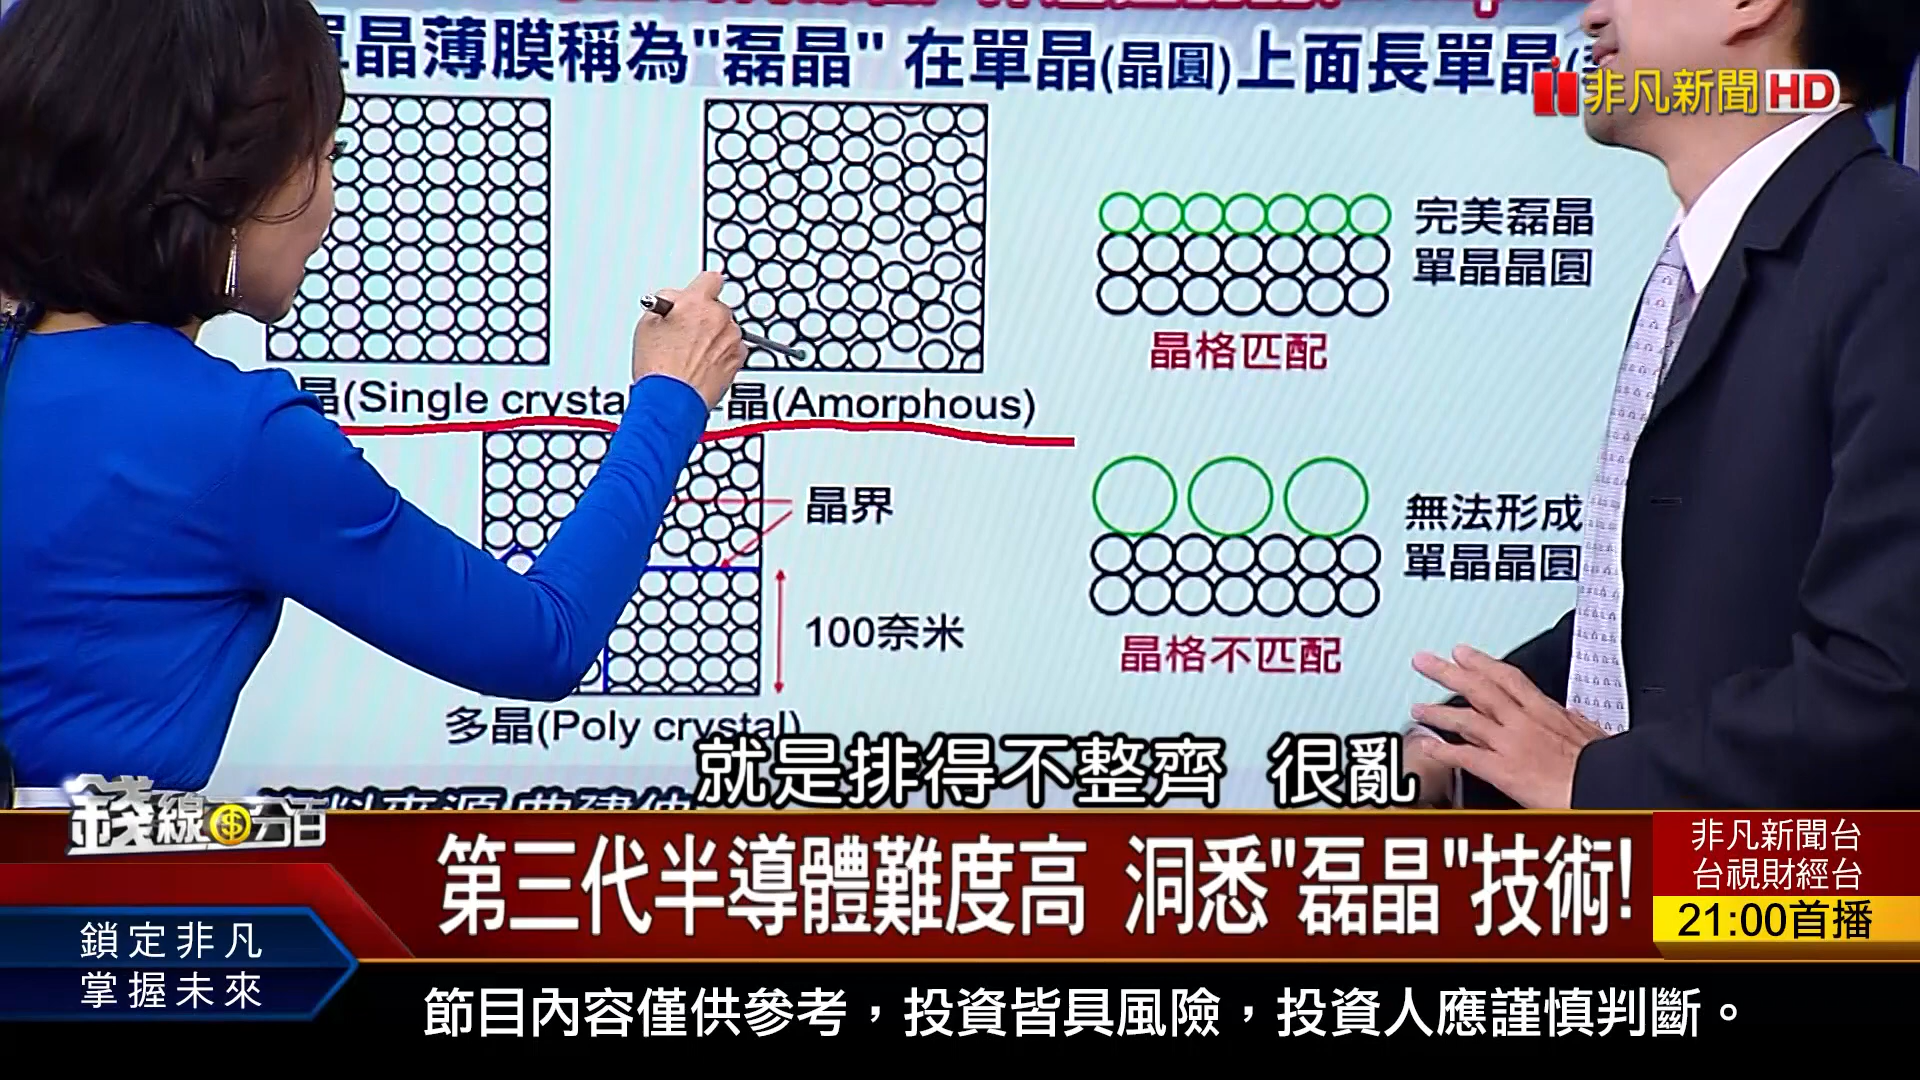 單晶薄膜稱為"磊晶" 在單晶(晶圓)上面長單晶(
非凡新聞HD
完美磊晶
單晶晶圓
晶格匹配
晶(Single crysta
晶(Amorphous)
晶界
無法形成
單晶晶圓
100奈米
晶格不匹配
多晶(Poly crystal)
就是排得不整齊 很亂
錢線百分百
第三代半導體難度高 洞悉"磊晶"技術!
非凡新聞台
台視財經台
21:00首播
鎖定非凡
掌握未來
節目內容僅供參考，投資皆具風險，投資人應謹慎判斷。